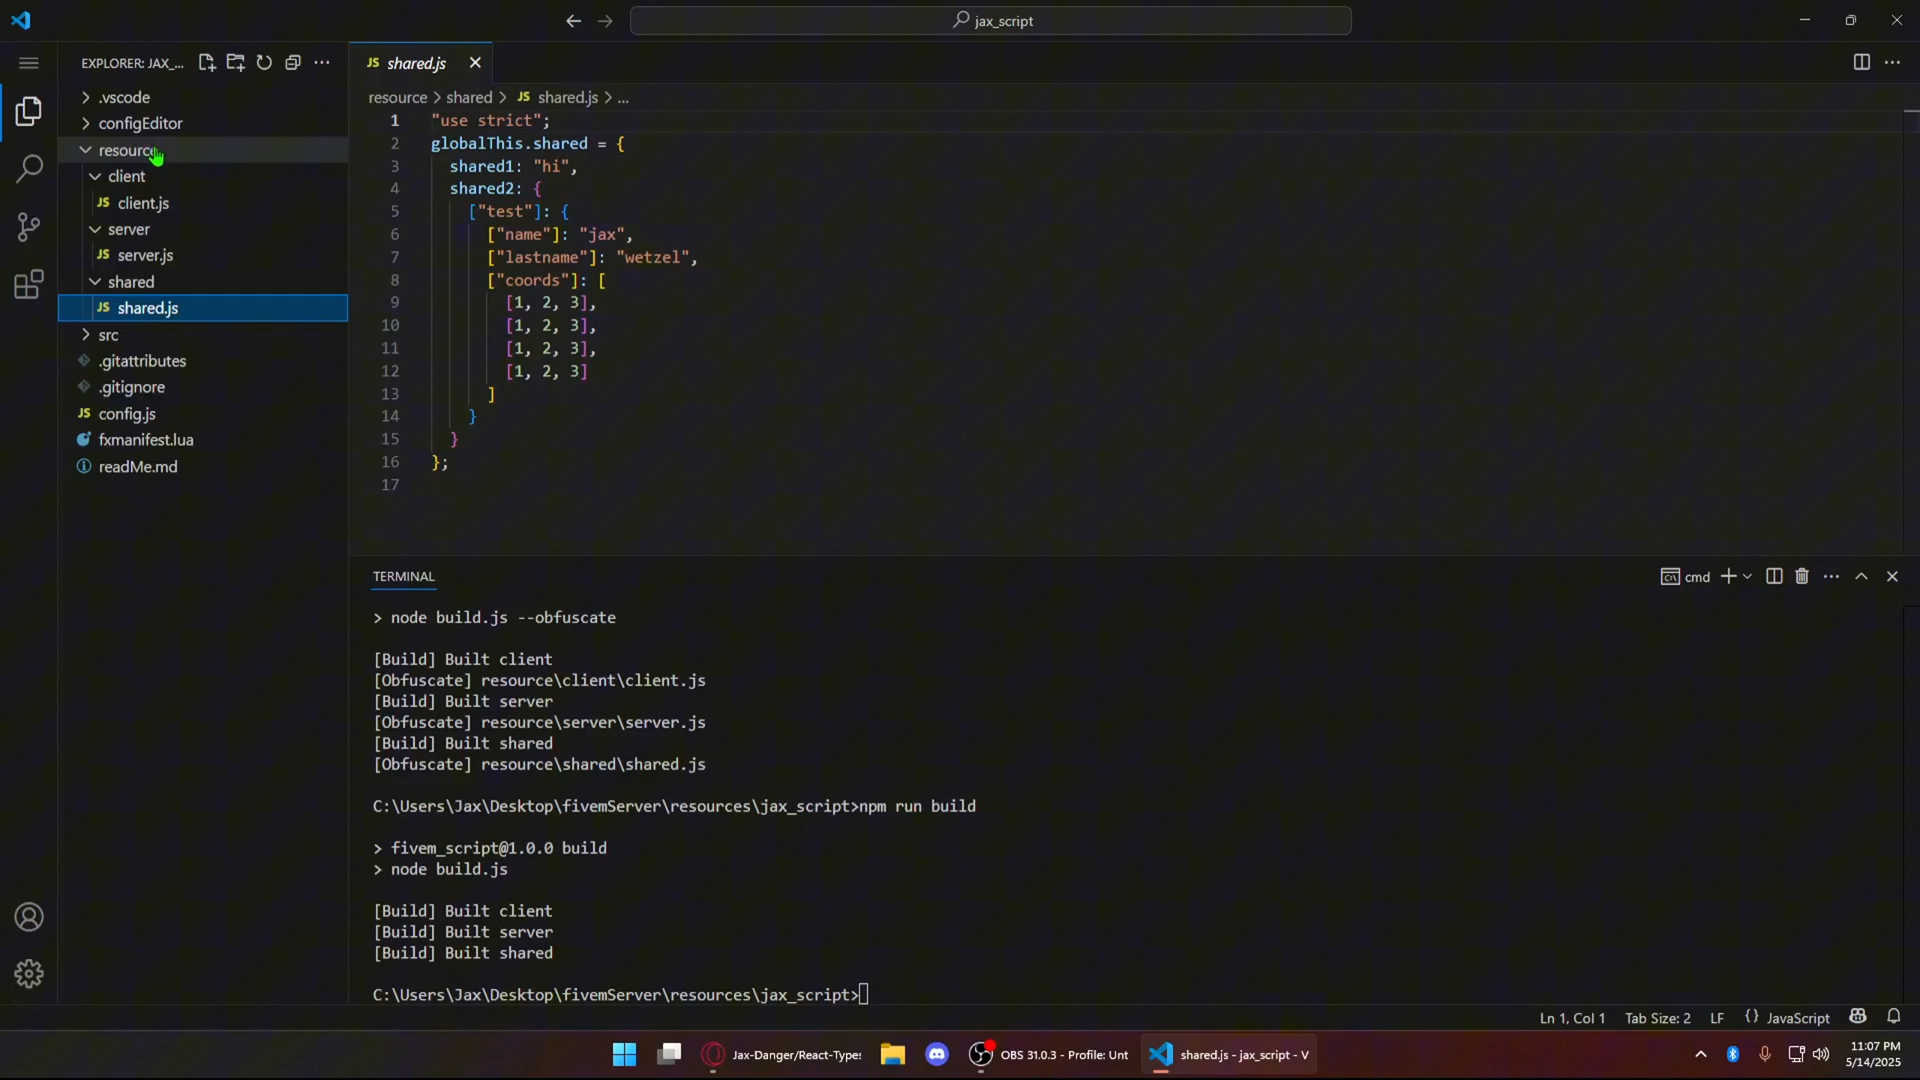 jax_script
EXPLORER: JAX_...
.vscode
configEditor
resource
client
JS client.js
server
JS server.js
shared
JS shared.js
src
.gitattributes
.gitignore
JS config.js
fxmanifest.lua
readMe.md
JS shared.js
resource > shared > JS shared.js > ...
1 "use strict";
2 globalThis.shared = {
3 shared1: "hi",
4 shared2: {
5 ["test"]: {
6 ["name"]: "jax",
7 ["lastname"]: "wetzel",
8 ["coords"]: [
9 [1, 2, 3],
10 [1, 2, 3],
11 [1, 2, 3],
12 [1, 2, 3]
13 ]
14 }
15 }
16 };
17
TERMINAL
cmd
> node build.js --obfuscate
[Build] Built client
[Obfuscate] resource\client\client.js
[Build] Built server
[Obfuscate] resource\server\server.js
[Build] Built shared
[Obfuscate] resource\shared\shared.js
C:\Users\Jax\Desktop\fivemServer\resources\jax_script>npm run build
> fivem_script@1.0.0 build
> node build.js
[Build] Built client
[Build] Built server
[Build] Built shared
C:\Users\Jax\Desktop\fivemServer\resources\jax_script>
Ln 1, Col 1 Tab Size: 2 LF {} JavaScript
Jax-Danger/React-Types
OBS 31.0.3 - Profile: Unt
shared.js - jax_script - V
11:07 PM
5/14/2025